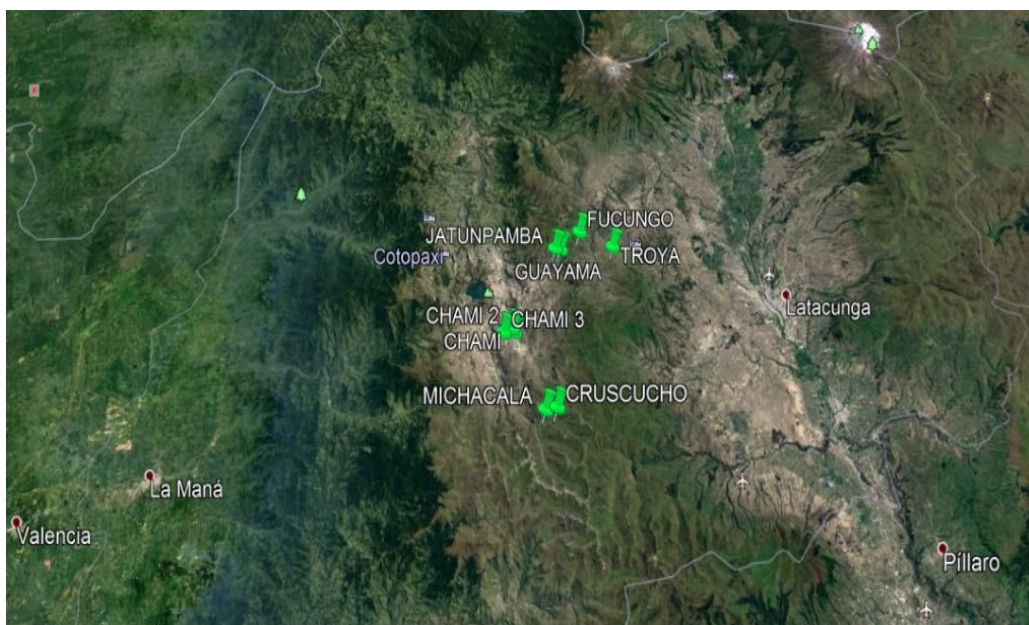 FUCUNGO
JATUNPAMBA
TROYA
Cotopaxi
GUAYAMA
Latacunga
CHAMI 2
CHAMI 3
CHAMI
MICHACALA
CRUSCUCHO
La Maná
Valencia
Píllaro